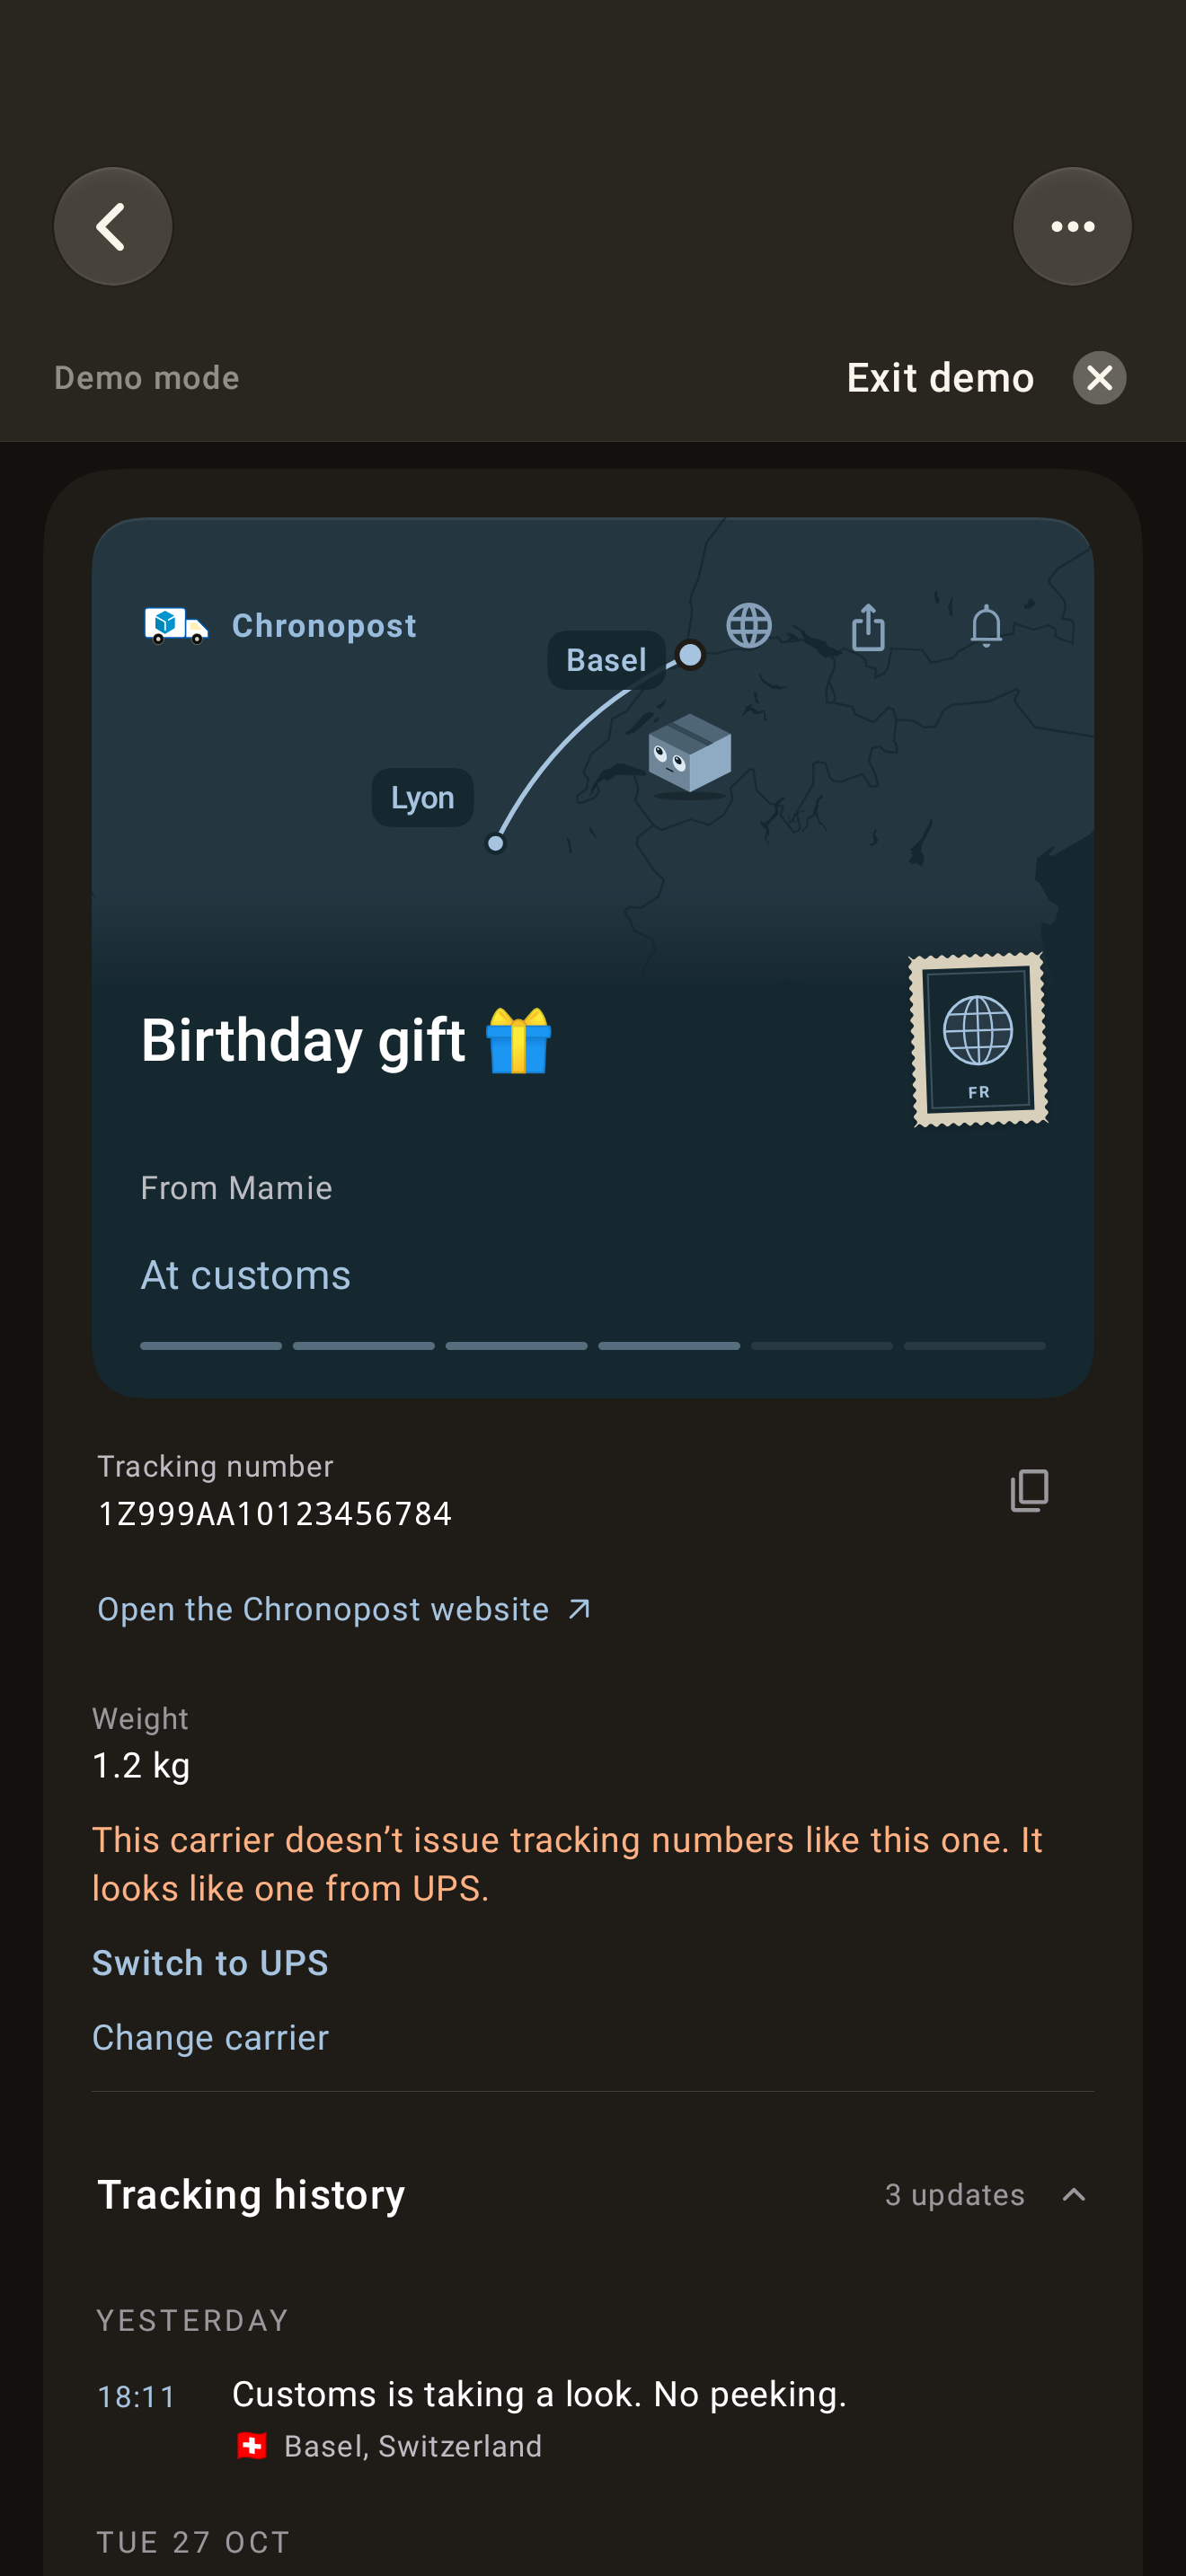 Demo mode
Exit demo
Chronopost
Basel
Lyon
Birthday gift 🎁
FR
From Mamie
At customs
Tracking number
1Z999AA10123456784
Open the Chronopost website
Weight
1.2 kg
This carrier doesn’t issue tracking numbers like this one. It
looks like one from UPS.
Switch to UPS
Change carrier
Tracking history
3 updates
YESTERDAY
18:11
Customs is taking a look. No peeking.
🇨🇭 Basel, Switzerland
TUE 27 OCT